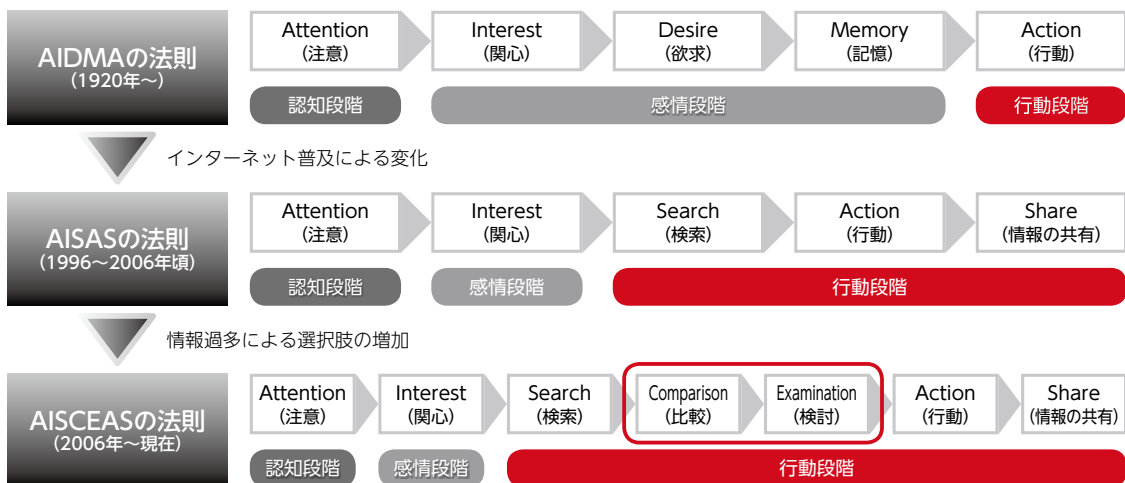 AIDMAの法則
(1920年〜)
Attention
(注意)
Interest
(関心)
Desire
(欲求)
Memory
(記憶)
Action
(行動)
認知段階
感情段階
行動段階
インターネット普及による変化
AISASの法則
(1996〜2006年頃)
Attention
(注意)
Interest
(関心)
Search
(検索)
Action
(行動)
Share
(情報の共有)
認知段階
感情段階
行動段階
情報過多による選択肢の増加
AISCEASの法則
(2006年〜現在)
Attention
(注意)
Interest
(関心)
Search
(検索)
Comparison
(比較)
Examination
(検討)
Action
(行動)
Share
(情報の共有)
認知段階
感情段階
行動段階